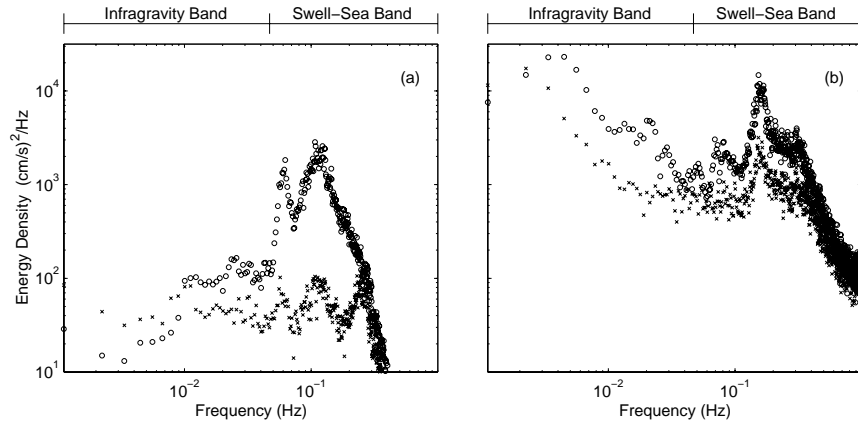 Infragravity Band Swell−Sea Band Infragravity Band Swell−Sea Band
(a) (b)
10^4
10^3
10^2
10^1
Energy Density (cm/s)^2/Hz
10^−2 10^−1 10^−2 10^−1
Frequency (Hz) Frequency (Hz)